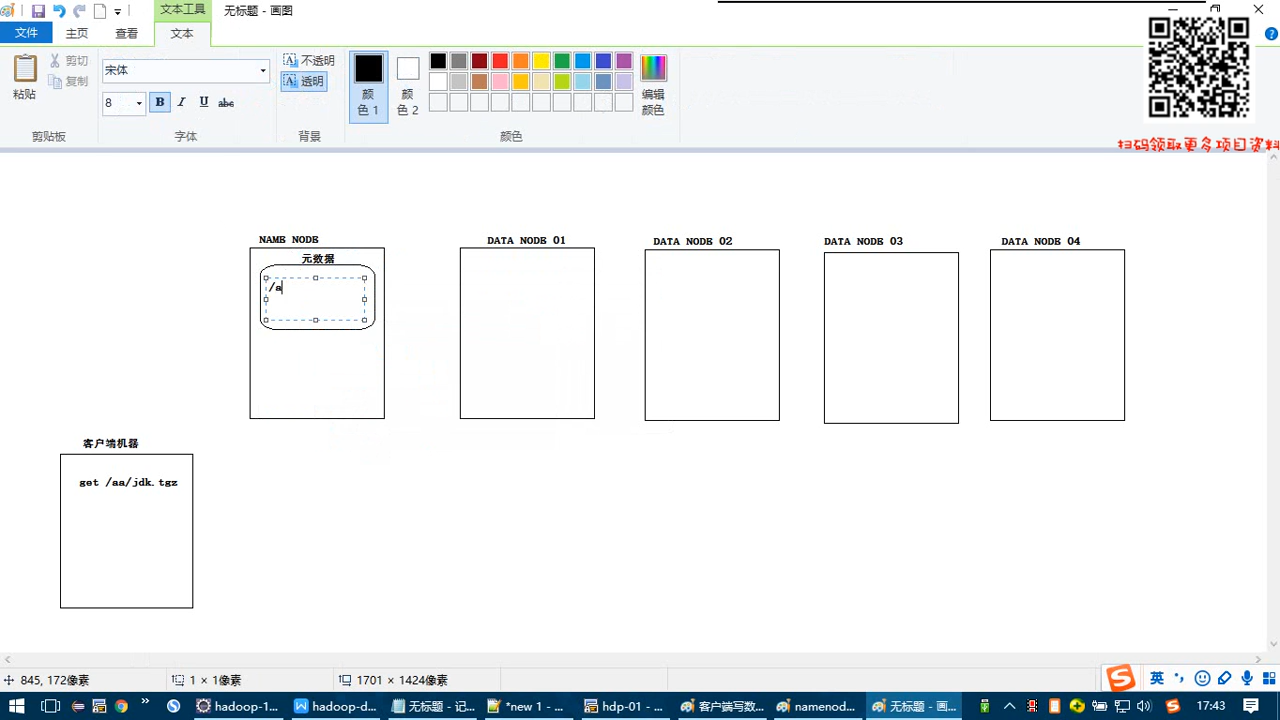 文本工具
无标题 - 画图
文件
主页
查看
文本
粘贴
剪切
复制
剪贴板
宋体
8
B I U abc
字体
不透明
透明
背景
颜
色 1
颜
色 2
编辑
颜色
颜色
扫码领取更多项目资料
NAME NODE
元数据
/a
DATA NODE 01
DATA NODE 02
DATA NODE 03
DATA NODE 04
客户端机器
get /aa/jdk.tgz
845, 172像素
1 × 1像素
1701 × 1424像素
英
hadoop-1...
hadoop-d...
无标题 - 记...
*new 1 - ...
hdp-01 - ...
客户端写数...
namenod...
无标题 - 画...
英
17:43